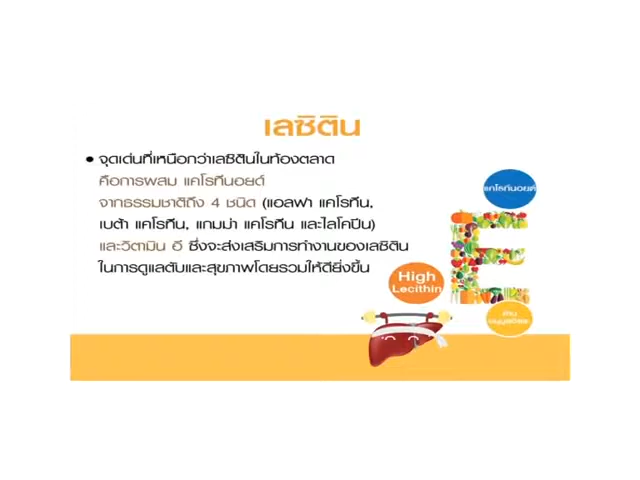 เลซิติน
● จุดเด่นที่เหนือกว่าเลซิตินในท้องตลาด
คือการผสม แคโรทีนอยด์
จากธรรมชาติถึง 4 ชนิด (แอลฟา แคโรทีน,
เบต้า แคโรทีน, แกมม่า แคโรทีน และไลโคปีน)
และวิตามิน อี ซึ่งจะส่งเสริมการทำงานของเลซิติน
ในการดูแลตับและสุขภาพโดยรวมให้ดียิ่งขึ้น
แคโรทีนอยด์
E
High
Lecithin